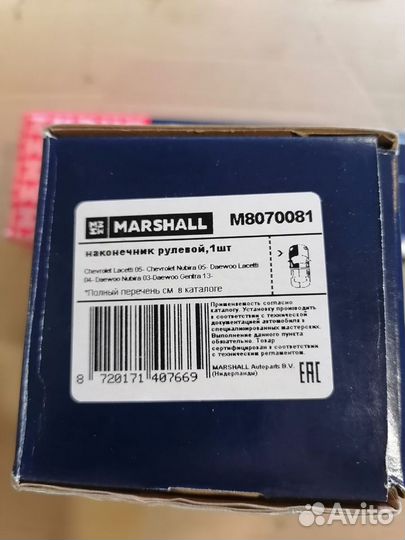 MARSHALL
M8070081
наконечник рулевой,1шт
Chevrolet Lacetti 05- Chevrolet Nubira 05- Daewoo Lacetti
04- Daewoo Nubira 03-Daewoo Gentra 13-
*Полный перечень см. в каталоге
Применяемость согласно
каталогу. Установку производить
в соответствии с технической
документацией автомобиля в
специализированных мастерских.
Выполнение данного пункта
обязательно. Товар
сертифицирован в соответствии
с техническим регламентом.
MARSHALL Autoparts B.V.
(Нидерланды)
8 720171 407669
EAC
Avito